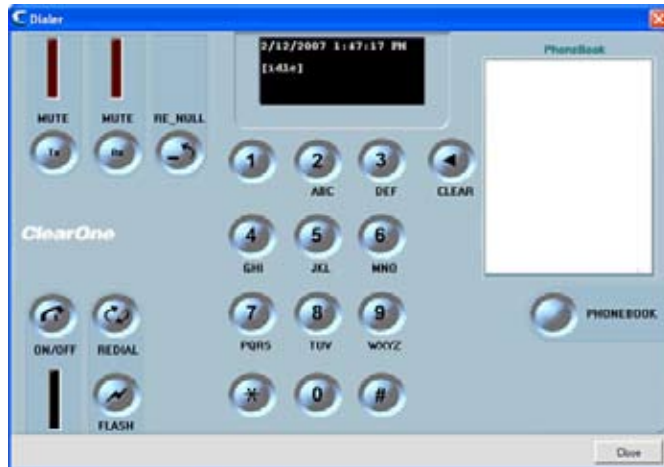 Dialer
2/12/2007 1:47:17 PM
[idle]
PhoneBook
MUTE MUTE RE_NULL
Tx Rx
1 2 3
ABC DEF CLEAR
ClearOne
4 5 6
GHI JKL MNO
7 8 9
PQRS TUV WXYZ
PHONEBOOK
ON/OFF REDIAL
* 0 #
FLASH
Close